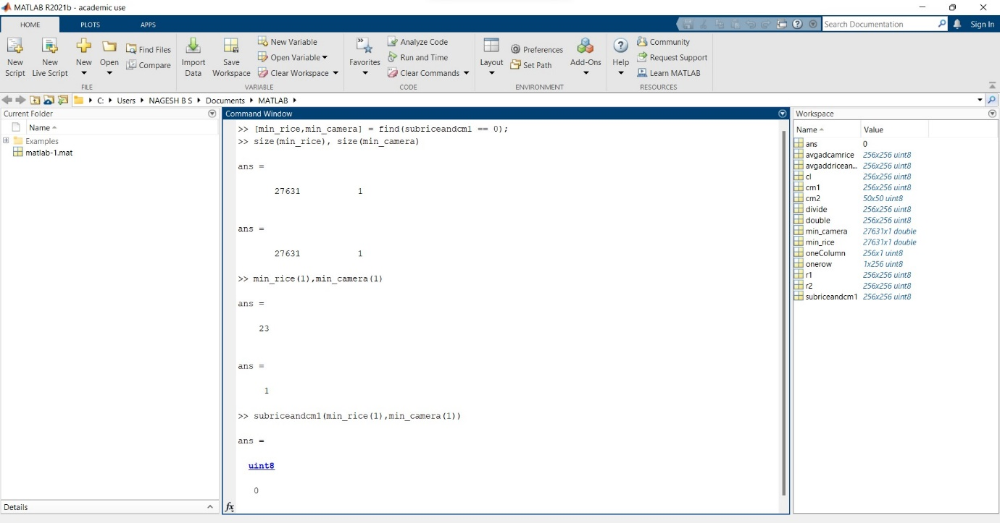 MATLAB R2021b - academic use
HOME PLOTS APPS
Search Documentation
Sign In
New Script
New Live Script
New
Open
Find Files
Compare
FILE
Import Data
Save Workspace
New Variable
Open Variable
Clear Workspace
VARIABLE
Favorites
Analyze Code
Run and Time
Clear Commands
CODE
Layout
Preferences
Set Path
Add-Ons
ENVIRONMENT
Help
Community
Request Support
Learn MATLAB
RESOURCES
C: Users NAGESH B S Documents MATLAB
Current Folder
Name
Examples
matlab-1.mat
Details
Command Window
>> [min_rice,min_camera] = find(subriceandcm1 == 0);
>> size(min_rice), size(min_camera)
ans =
27631 1
ans =
27631 1
>> min_rice(1),min_camera(1)
ans =
23
ans =
1
>> subriceandcm1(min_rice(1),min_camera(1))
ans =
uint8
0
fx
Workspace
Name Value
ans 0
avgadcamrice 256x256 uint8
avgaddricean... 256x256 uint8
cl 256x256 uint8
cm1 256x256 uint8
cm2 50x50 uint8
divide 256x256 uint8
double 256x256 uint8
min_camera 27631x1 double
min_rice 27631x1 double
oneColumn 256x1 uint8
onerow 1x256 uint8
r1 256x256 uint8
r2 256x256 uint8
subriceandcm1 256x256 uint8